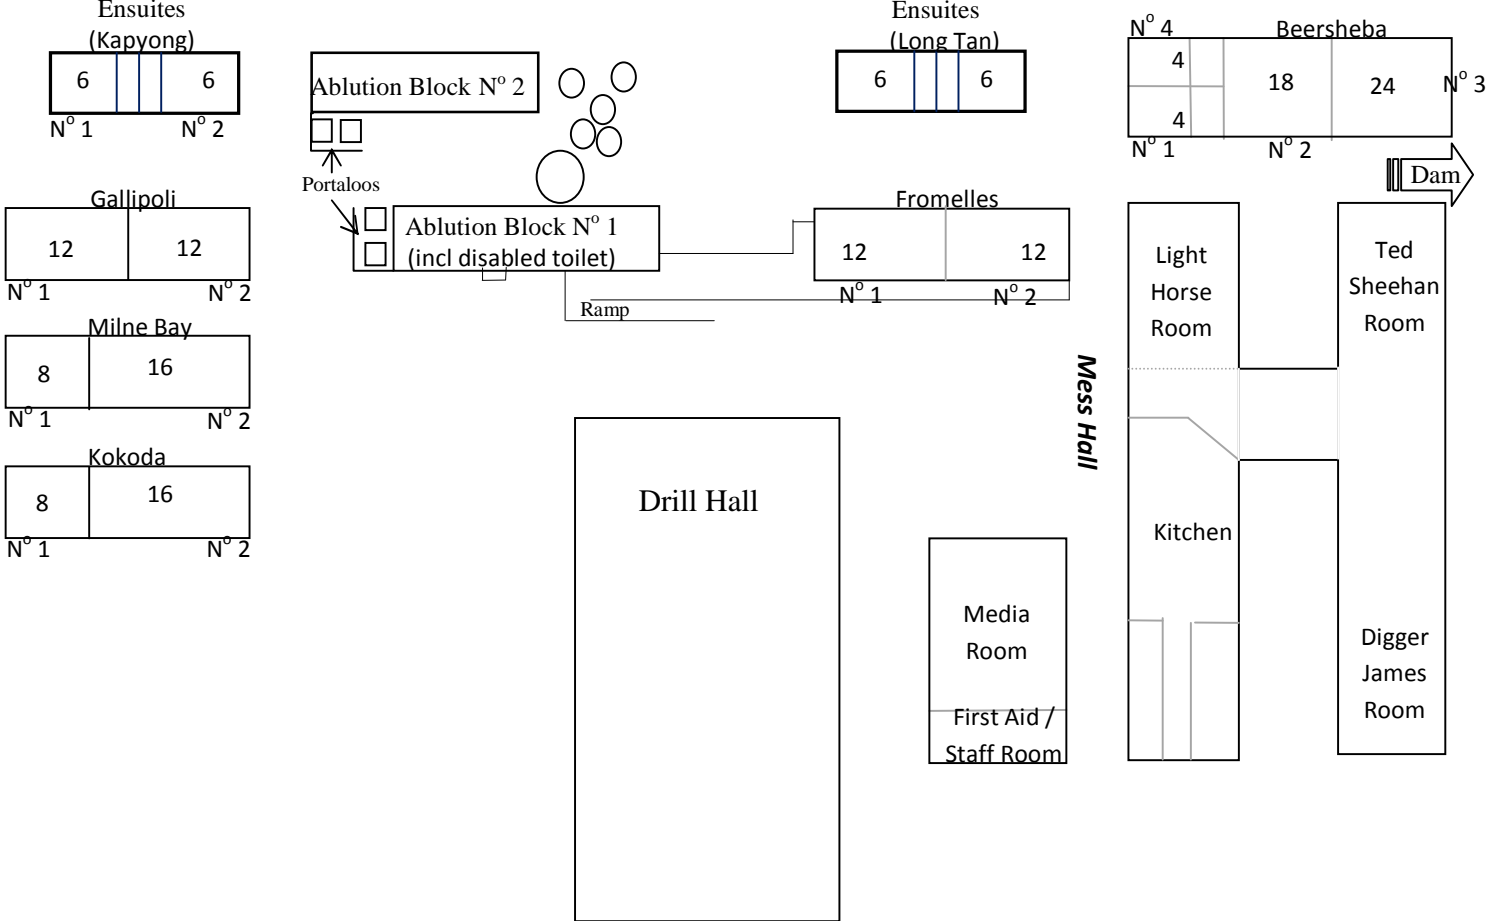 Ensuites
(Kapyong)
6
6
Nº 1
Nº 2
Ablution Block Nº 2
Portaloos
Ensuites
(Long Tan)
6
6
Nº 4
Beersheba
4
4
18
24
Nº 3
Nº 1
Nº 2
Dam
Gallipoli
12
12
Nº 1
Nº 2
Ablution Block Nº 1
(incl disabled toilet)
Ramp
Fromelles
12
12
Nº 1
Nº 2
Milne Bay
8
16
Nº 1
Nº 2
Kokoda
8
16
Nº 1
Nº 2
Drill Hall
Mess Hall
Light
Horse
Room
Kitchen
Ted
Sheehan
Room
Digger
James
Room
Media
Room
First Aid /
Staff Room